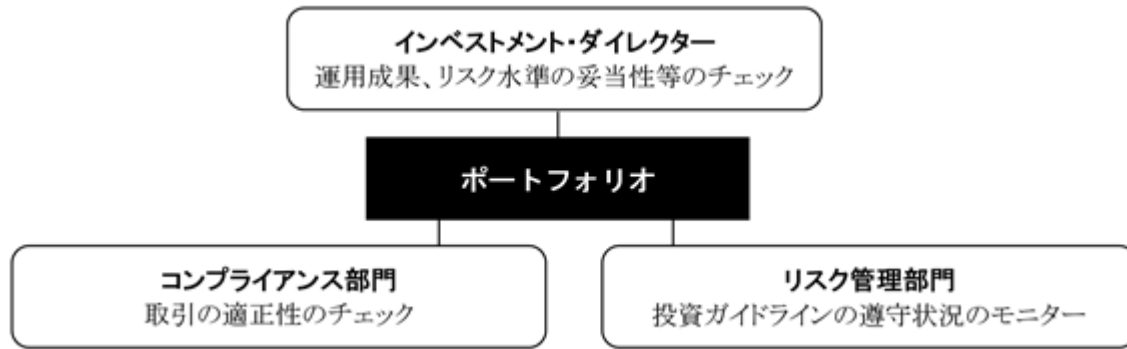 インベストメント・ダイレクター
運用成果、リスク水準の妥当性等のチェック
ポートフォリオ
コンプライアンス部門
取引の適正性のチェック
リスク管理部門
投資ガイドラインの遵守状況のモニター